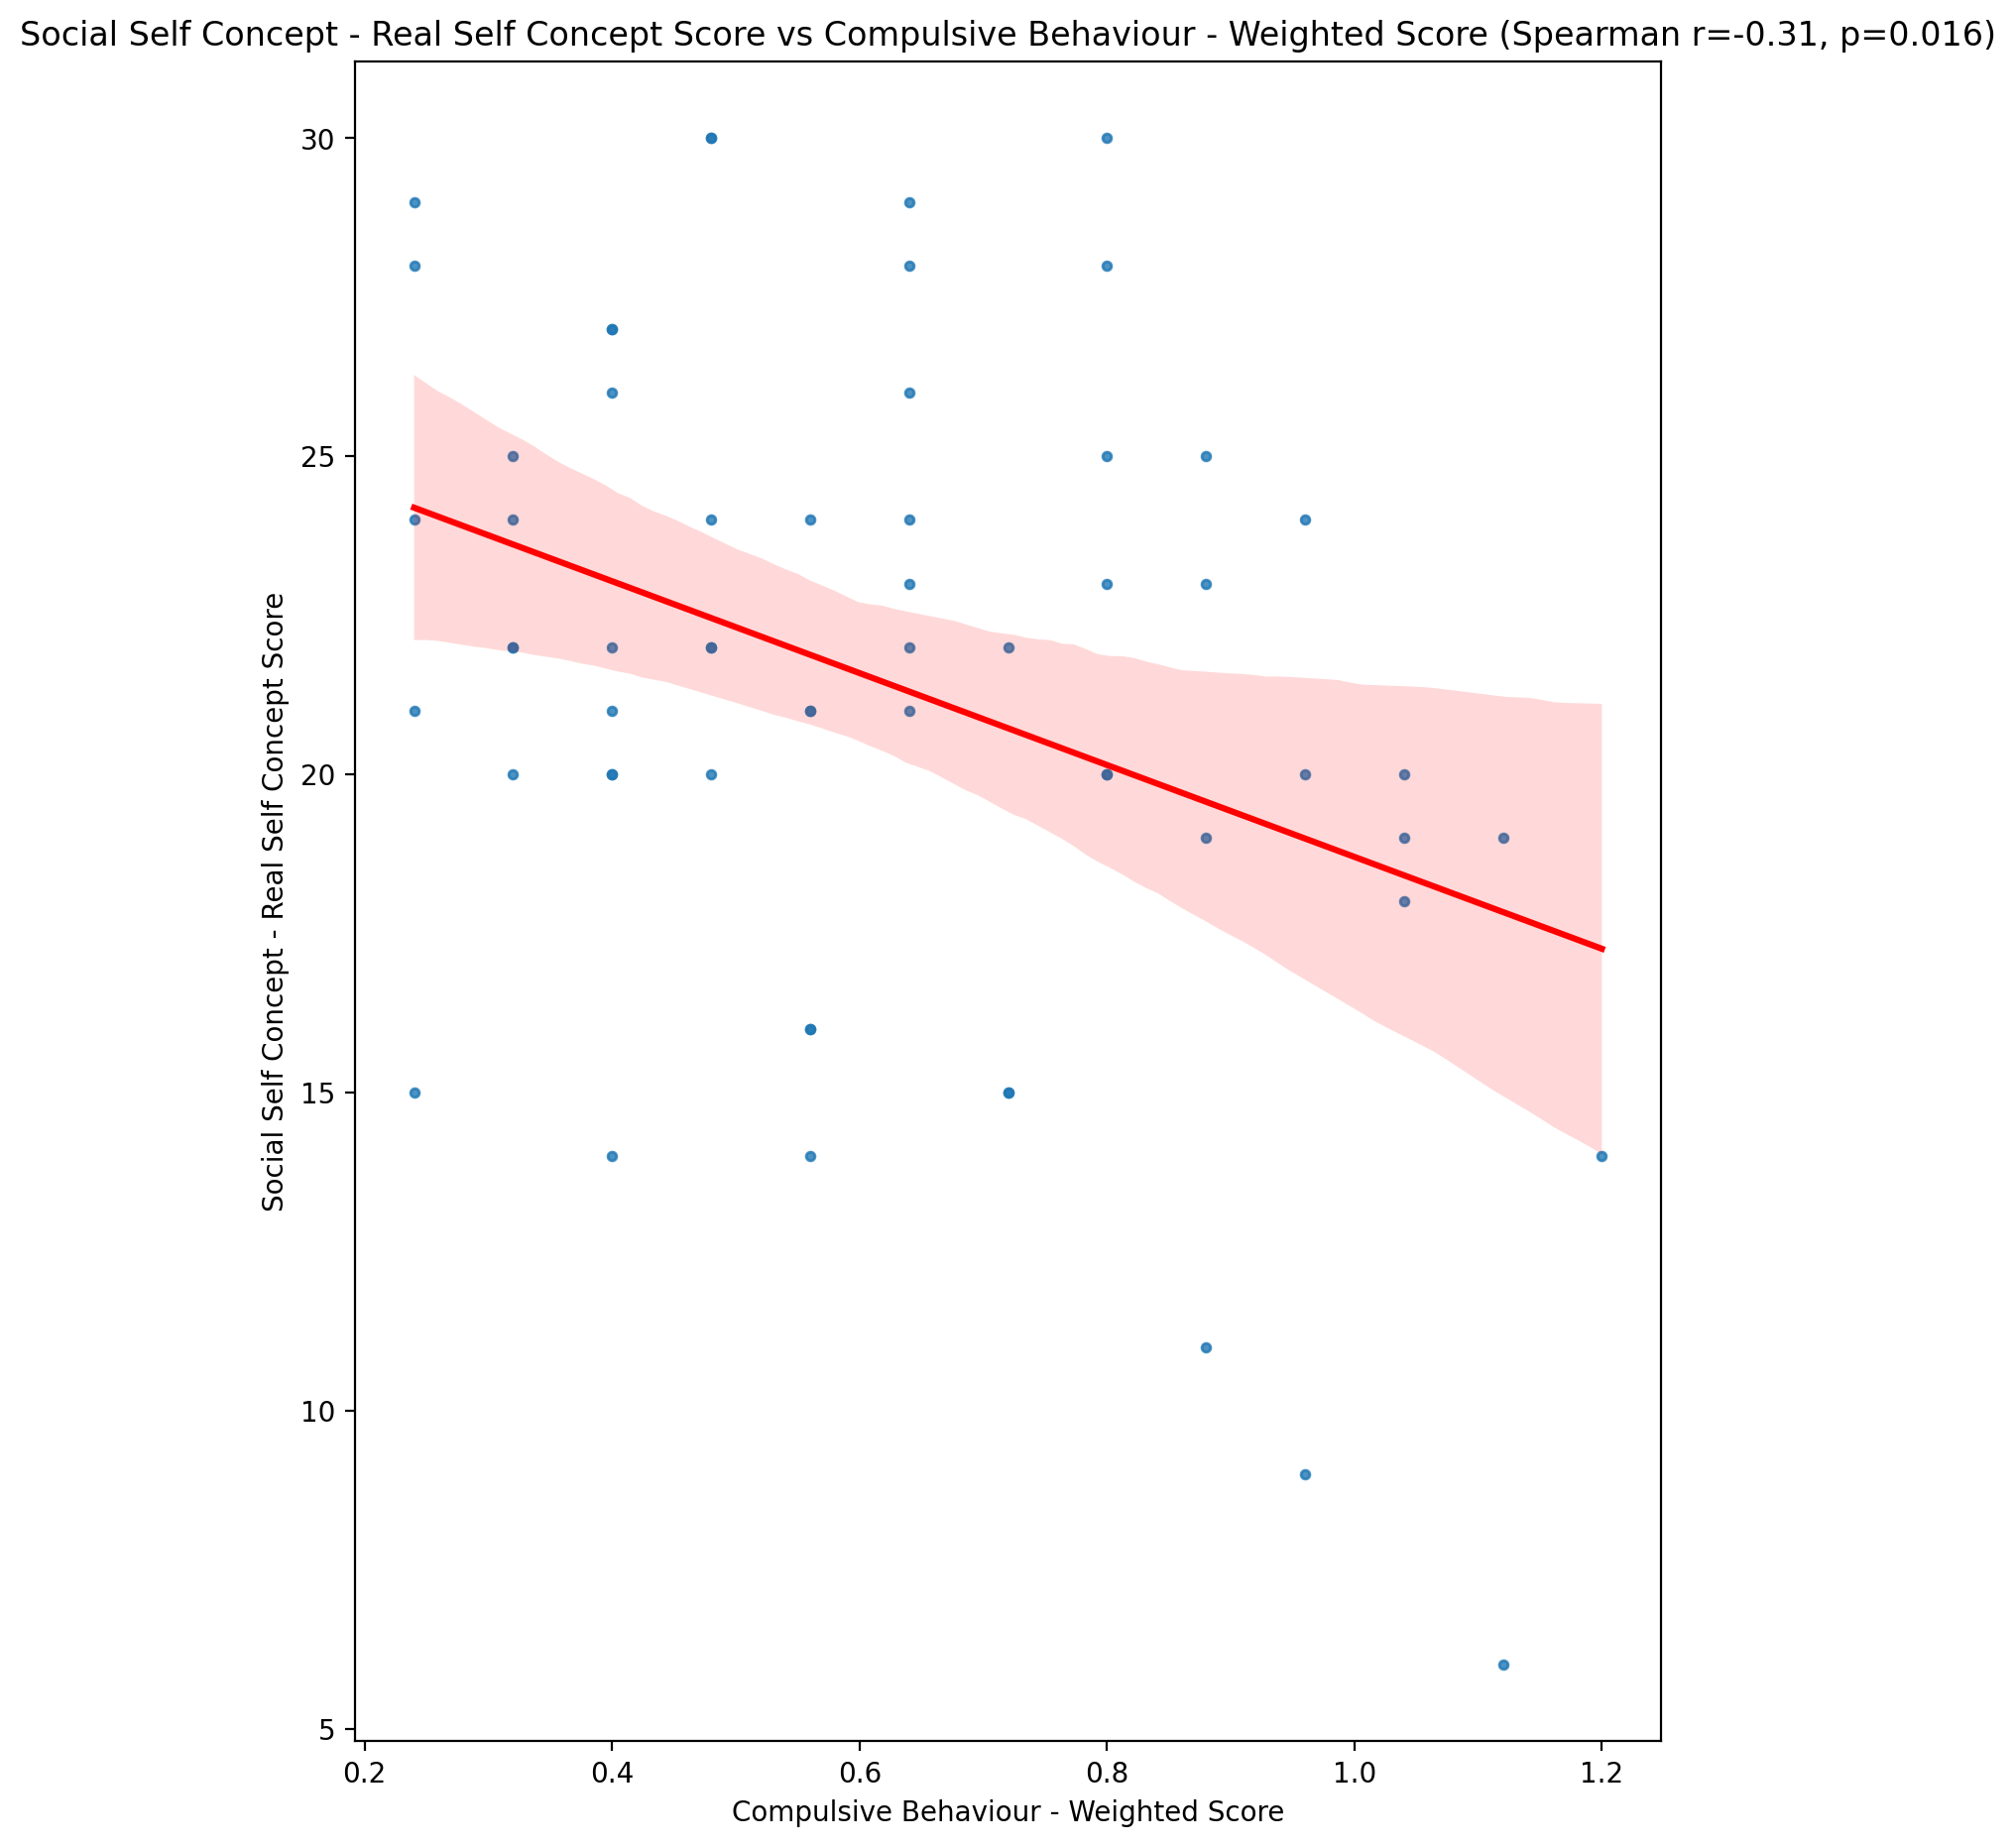 Social Self Concept - Real Self Concept Score vs Compulsive Behaviour - Weighted Score (Spearman r=-0.31, p=0.016)
30
25
20
15
10
5
Social Self Concept - Real Self Concept Score
0.2 0.4 0.6 0.8 1.0 1.2
Compulsive Behaviour - Weighted Score